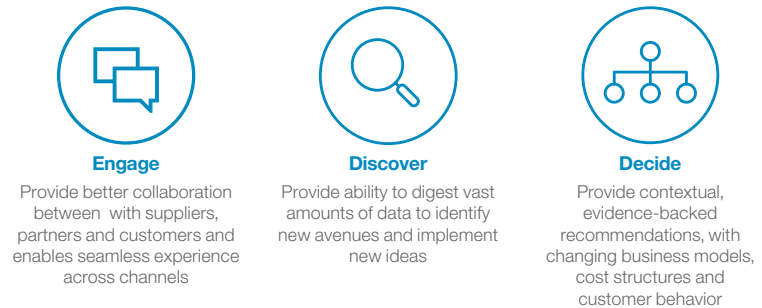 Engage
Provide better collaboration
between with suppliers,
partners and customers and
enables seamless experience
across channels
Discover
Provide ability to digest vast
amounts of data to identify
new avenues and implement
new ideas
Decide
Provide contextual,
evidence-backed
recommendations, with
changing business models,
cost structures and
customer behavior